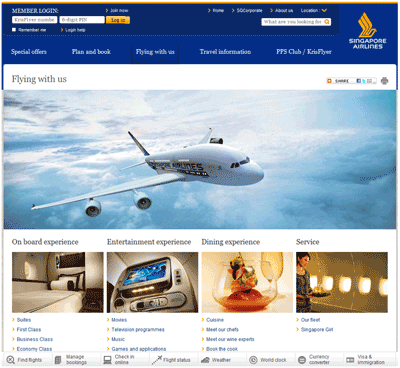 MEMBER LOGIN:
Join now
Home
SGCorporate
About us
Location
KrisFlyer number
6-digit PIN
Log in
What are you looking for
Remember me
Login help
SINGAPORE
AIRLINES
Special offers
Plan and book
Flying with us
Travel information
PPS Club / KrisFlyer
Flying with us
SHARE
SINGAPORE AIRLINES
On board experience
Entertainment experience
Dining experience
Service
Suites
First Class
Business Class
Economy Class
Movies
Television programmes
Music
Games and applications
Cuisine
Meet our chefs
Meet our wine experts
Book the cook
Our fleet
Singapore Girl
Find flights
Manage bookings
Check in online
Flight status
Weather
World clock
Currency converter
Visa & immigration